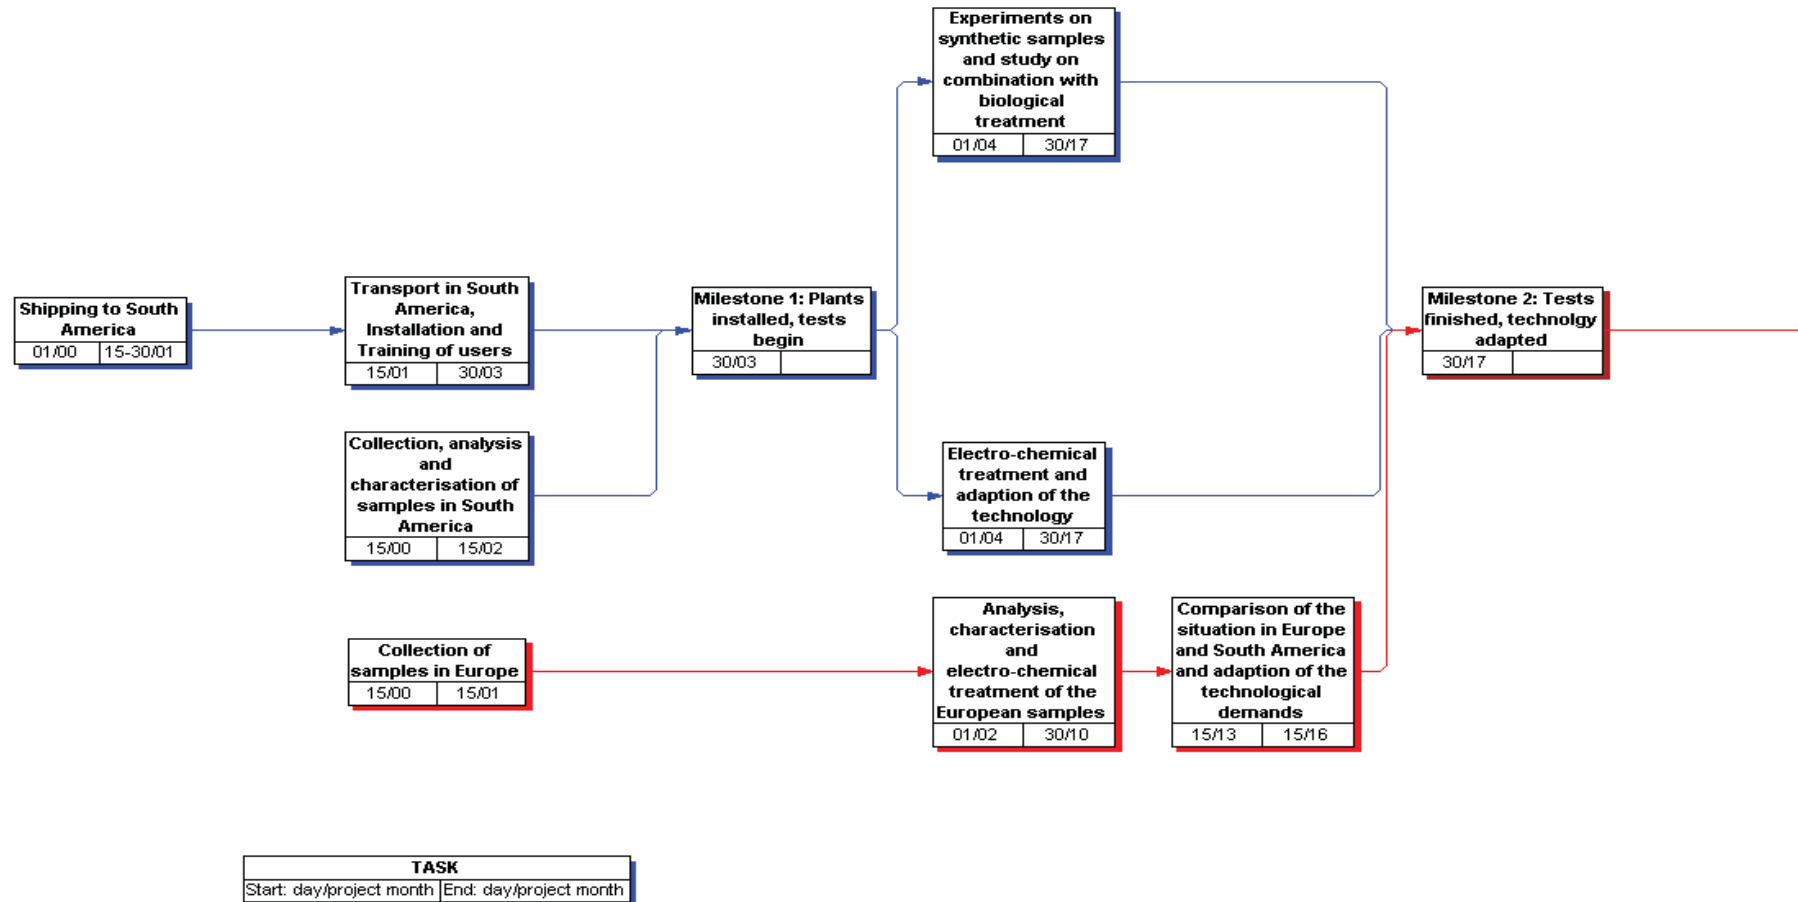 Experiments on
synthetic samples
and study on
combination with
biological
treatment
01/04 30/17
Shipping to South
America
01/00 15-30/01
Transport in South
America,
Installation and
Training of users
15/01 30/03
Milestone 1: Plants
installed, tests
begin
30/03
Milestone 2: Tests
finished, technolgy
adapted
30/17
Collection, analysis
and
characterisation of
samples in South
America
15/00 15/02
Electro-chemical
treatment and
adaption of the
technology
01/04 30/17
Collection of
samples in Europe
15/00 15/01
Analysis,
characterisation
and
electro-chemical
treatment of the
European samples
01/02 30/10
Comparison of the
situation in Europe
and South America
and adaption of the
technological
demands
15/13 15/16
TASK
Start: day/project month End: day/project month